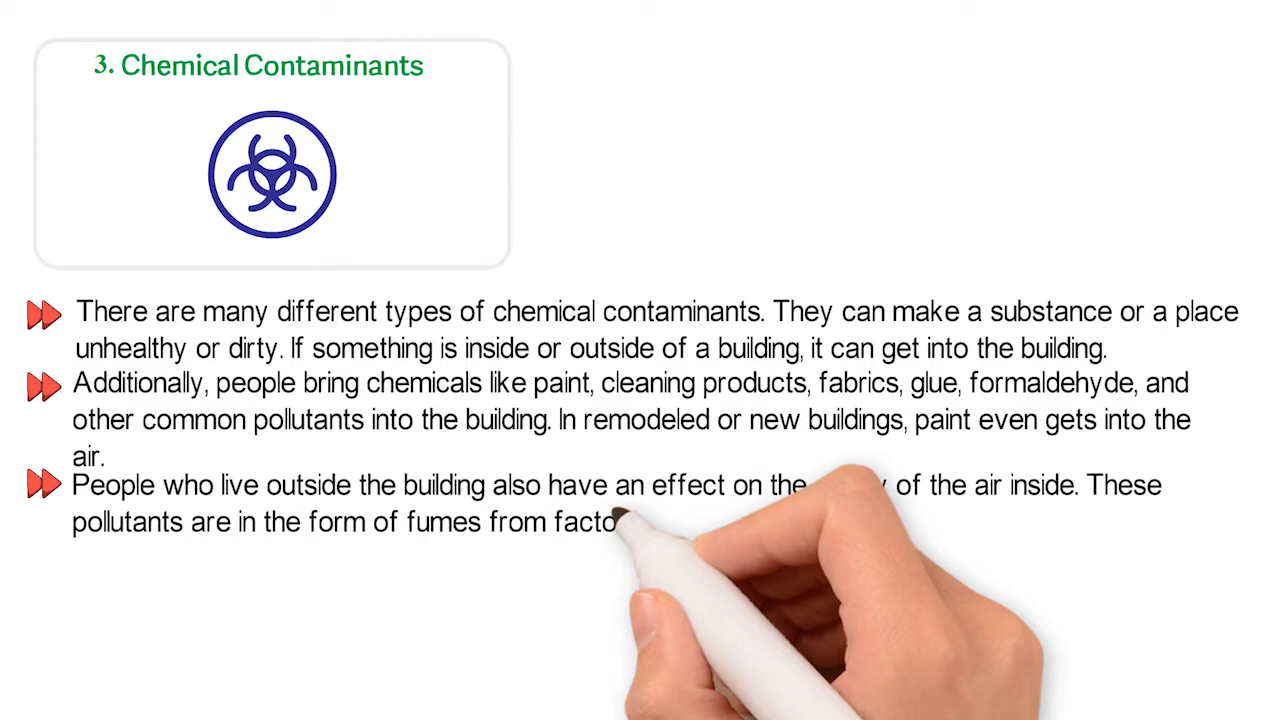 3. Chemical Contaminants
There are many different types of chemical contaminants. They can make a substance or a place
unhealthy or dirty. If something is inside or outside of a building, it can get into the building.
Additionally, people bring chemicals like paint, cleaning products, fabrics, glue, formaldehyde, and
other common pollutants into the building. In remodeled or new buildings, paint even gets into the
air.
People who live outside the building also have an effect on the of the air inside. These
pollutants are in the form of fumes from facto